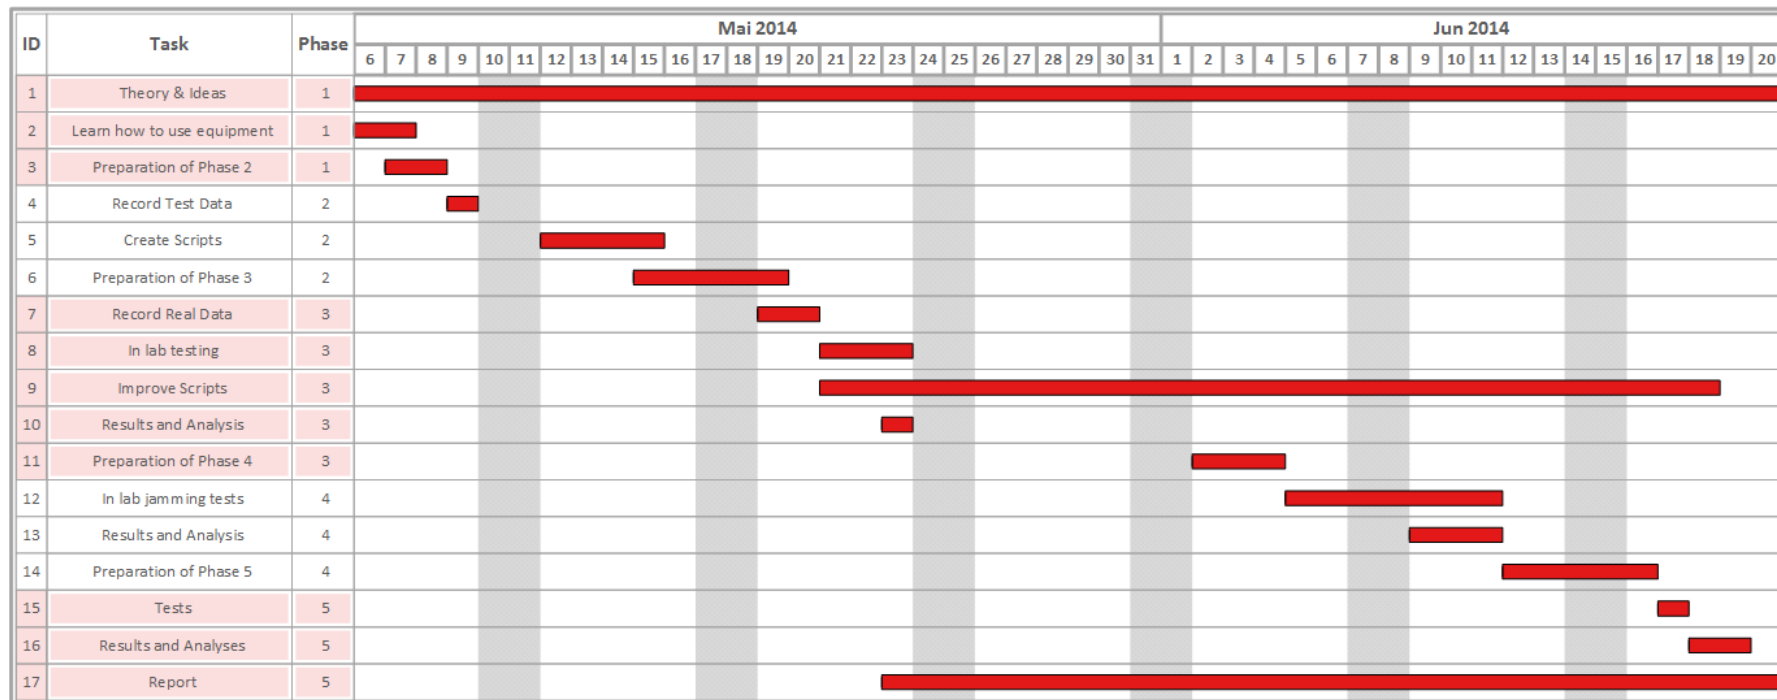 ID Task Phase Mai 2014 Jun 2014
6 7 8 9 10 11 12 13 14 15 16 17 18 19 20 21 22 23 24 25 26 27 28 29 30 31 1 2 3 4 5 6 7 8 9 10 11 12 13 14 15 16 17 18 19 20
1 Theory & Ideas 1
2 Learn how to use equipment 1
3 Preparation of Phase 2 1
4 Record Test Data 2
5 Create Scripts 2
6 Preparation of Phase 3 2
7 Record Real Data 3
8 In lab testing 3
9 Improve Scripts 3
10 Results and Analysis 3
11 Preparation of Phase 4 3
12 In lab jamming tests 4
13 Results and Analysis 4
14 Preparation of Phase 5 4
15 Tests 5
16 Results and Analyses 5
17 Report 5